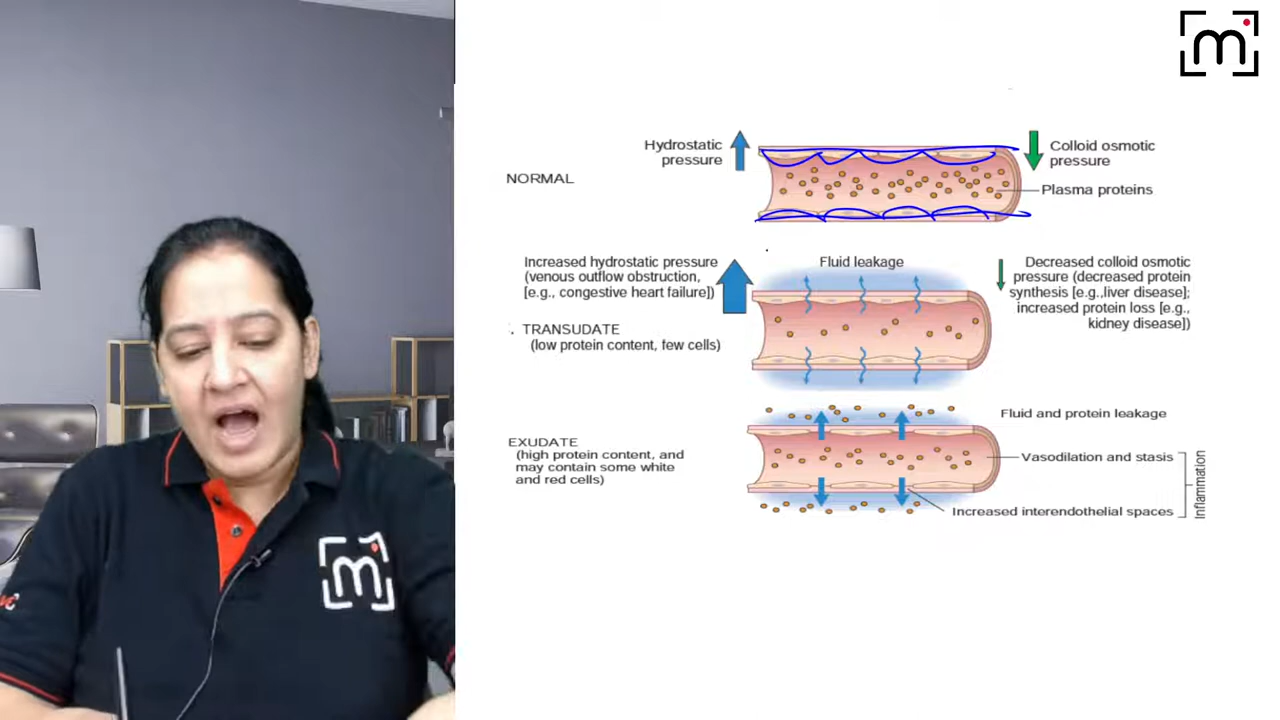 m
Hydrostatic
pressure
Colloid osmotic
pressure
NORMAL
Plasma proteins
Increased hydrostatic pressure
(venous outflow obstruction,
[e.g., congestive heart failure])
Fluid leakage
Decreased colloid osmotic
pressure (decreased protein
synthesis [e.g.,liver disease];
increased protein loss [e.g.,
kidney disease])
TRANSUDATE
(low protein content, few cells)
Fluid and protein leakage
EXUDATE
(high protein content, and
may contain some white
and red cells)
Vasodilation and stasis
Increased interendothelial spaces
Inflammation
m